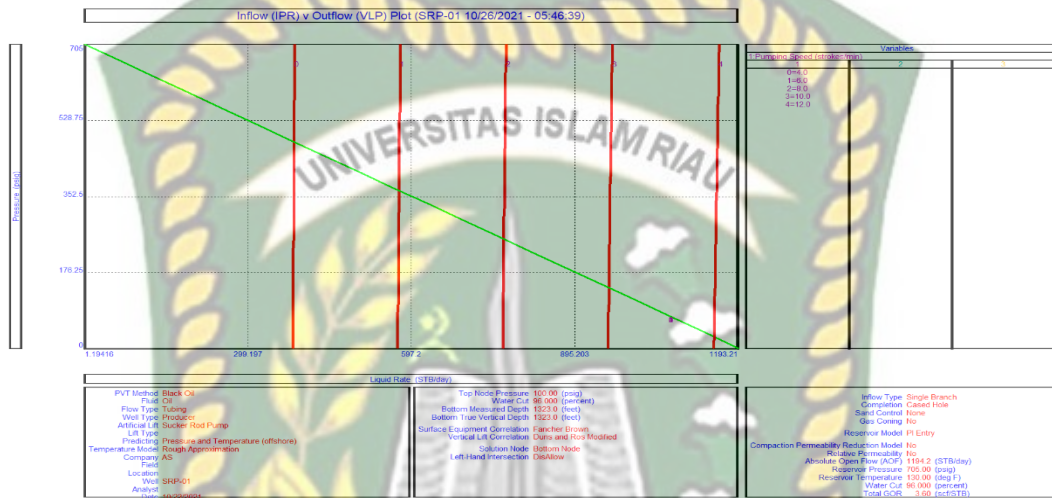 Inflow (IPR) v Outflow (VLP) Plot (SRP-01 10/26/2021 - 05:46:39)
Variables
1:Pumping Speed (strokes/min)
1 2 3
0=4.0
1=6.0
2=8.0
3=10.0
4=12.0
705
528.75
352.5
176.25
0
Pressure (psig)
0 1 2 3 4
UNIVERSITAS ISLAM RIAU
1.19416 299.197 597.2 895.203 1193.21
Liquid Rate (STB/day)
PVT Method Black Oil
Fluid Oil
Flow Type Tubing
Well Type Producer
Artificial Lift Sucker Rod Pump
Lift Type
Predicting Pressure and Temperature (offshore)
Temperature Model Rough Approximation
Company AS
Field
Location
Well SRP-01
Analyst
Date
Top Node Pressure 100.00 (psig)
Water Cut 96.000 (percent)
Bottom Measured Depth 1323.0 (feet)
Bottom True Vertical Depth 1323.0 (feet)
Surface Equipment Correlation Fancher Brown
Vertical Lift Correlation Duns and Ros Modified
Solution Node Bottom Node
Left-Hand Intersection DisAllow
Inflow Type Single Branch
Completion Cased Hole
Sand Control None
Gas Coning No
Reservoir Model PI Entry
Compaction Permeability Reduction Model No
Relative Permeability No
Absolute Open Flow (AOF) 1194.2 (STB/day)
Reservoir Pressure 705.00 (psig)
Reservoir Temperature 130.00 (deg F)
Water Cut 96.000 (percent)
Total GOR 3.60 (scf/STB)